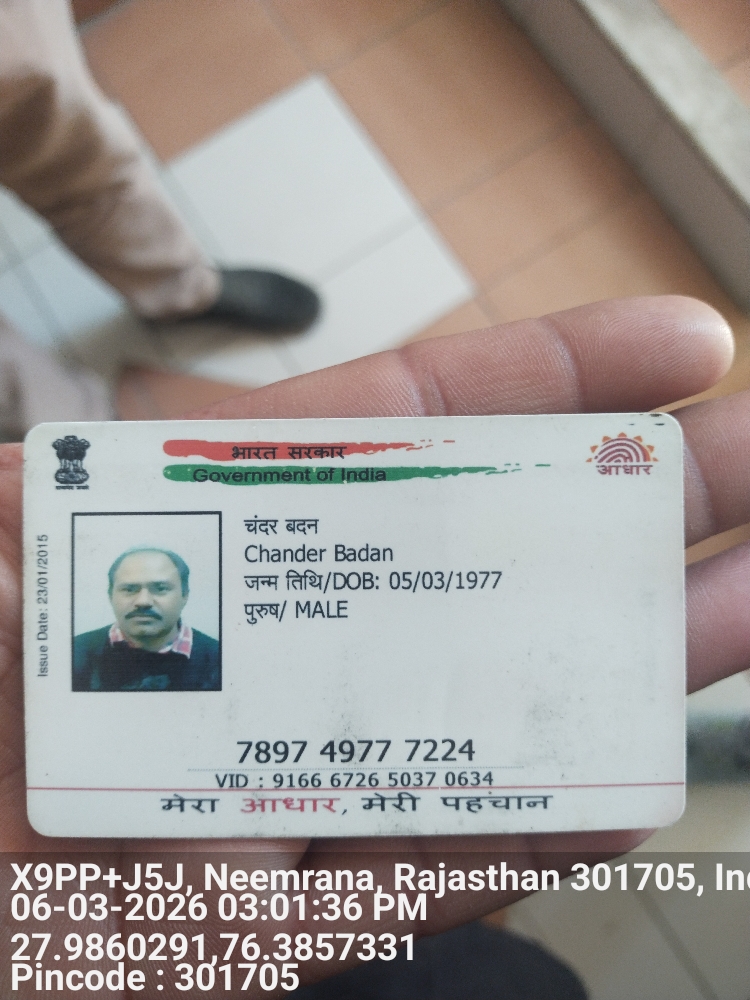 भारत सरकार
Government of India
आधार
Issue Date: 23/01/2015
चंदर बदन
Chander Badan
जन्म तिथि/DOB: 05/03/1977
पुरुष/ MALE
7897 4977 7224
VID : 9166 6726 5037 0634
मेरा आधार, मेरी पहचान
X9PP+J5J, Neemrana, Rajasthan 301705,
06-03-2026 03:01:36 PM
27.9860291,76.3857331
Pincode : 301705